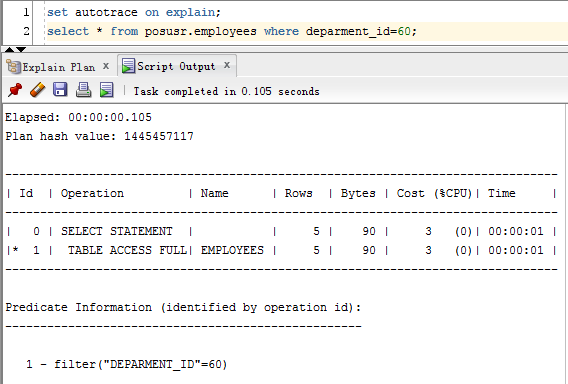 1 set autotrace on explain;
2 select * from posusr.employees where deparment_id=60;
Explain Plan x Script Output x
Task completed in 0.105 seconds
Elapsed: 00:00:00.105
Plan hash value: 1445457117
-------------------------------------------------------------------------------
| Id | Operation | Name | Rows | Bytes | Cost (%CPU)| Time |
-------------------------------------------------------------------------------
| 0 | SELECT STATEMENT | | 5 | 90 | 3 (0)| 00:00:01 |
|* 1 | TABLE ACCESS FULL| EMPLOYEES | 5 | 90 | 3 (0)| 00:00:01 |
-------------------------------------------------------------------------------
Predicate Information (identified by operation id):
---------------------------------------------------
1 - filter("DEPARMENT_ID"=60)